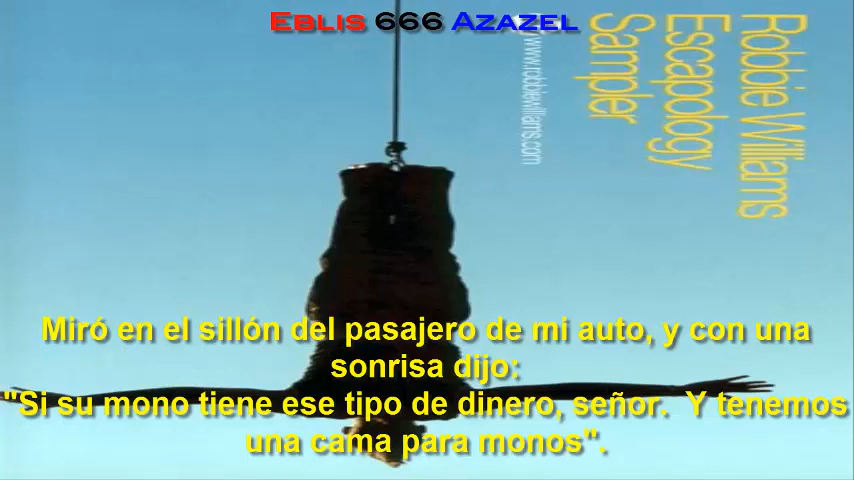 Eblis 666 Azazel
Robbie Williams
Escapology
Sampler
www.robbiewilliams.com
Miró en el sillón del pasajero de mi auto, y con una
sonrisa dijo:
"Si su mono tiene ese tipo de dinero, señor.  Y tenemos
una cama para monos".